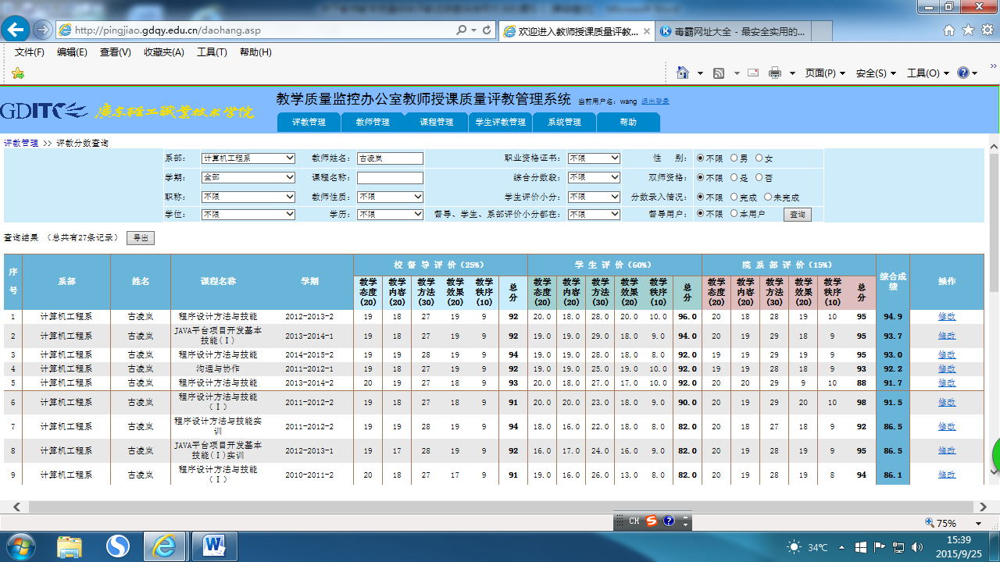 http://pingjiao.gdqy.edu.cn/daohang.asp
欢迎进入教师授课质量评教...
毒霸网址大全 - 最安全实用的...
文件(F) 编辑(E) 查看(V) 收藏夹(A) 工具(T) 帮助(H)
页面(P) 安全(S) 工具(O)
GDITC 广东轻工职业技术学院
教学质量监控办公室教师授课质量评教管理系统 当前用户名: wang 退出登录
评教管理 教师管理 课程管理 学生评教管理 系统管理 帮助
评教管理 >> 评教分数查询
系部: 计算机工程系 教师姓名: 古凌岚 职业资格证书: 不限 性 别: 不限 男 女
学期: 全部 课程名称: 综合分数段: 不限 双师资格: 不限 是 否
职称: 不限 教师性质: 不限 学生评价小分: 不限 分数录入情况: 不限 完成 未完成
学位: 不限 学历: 不限 督导、学生、系部评价小分都在: 不限 督导用户: 不限 本用户 查询
查询结果 (总共有27条记录) 导出
序号 系部 姓名 课程名称 学期 校督导评价(25%) 学生评价(60%) 院系部评价(15%) 综合成绩 操作
教学态度(20) 教学内容(20) 教学方法(30) 教学效果(20) 教学秩序(10) 总分 教学态度(20) 教学内容(20) 教学方法(30) 教学效果(20) 教学秩序(10) 总分 教学态度(20) 教学内容(20) 教学方法(30) 教学效果(20) 教学秩序(10) 总分
1 计算机工程系 古凌岚 程序设计方法与技能 2012-2013-2 19 18 27 19 9 92 20.0 18.0 28.0 20.0 10.0 96.0 20 18 28 19 10 95 94.9 修改
2 计算机工程系 古凌岚 JAVA平台项目开发基本技能(I) 2013-2014-1 19 18 27 19 9 92 19.0 19.0 29.0 18.0 9.0 94.0 20 19 29 18 9 95 93.7 修改
3 计算机工程系 古凌岚 程序设计方法与技能 2014-2015-2 19 19 28 19 9 94 19.0 19.0 28.0 18.0 8.0 92.0 19 19 29 19 9 95 93.0 修改
4 计算机工程系 古凌岚 沟通与协作 2011-2012-1 19 18 27 19 9 92 19.0 19.0 25.0 19.0 10.0 92.0 19 19 28 18 9 93 92.2 修改
5 计算机工程系 古凌岚 程序设计方法与技能 2013-2014-2 20 19 27 18 9 93 20.0 18.0 27.0 17.0 10.0 92.0 20 20 29 9 10 88 91.7 修改
6 计算机工程系 古凌岚 程序设计方法与技能(I) 2011-2012-2 19 18 27 18 9 91 20.0 20.0 23.0 18.0 9.0 90.0 20 19 29 20 10 98 91.5 修改
7 计算机工程系 古凌岚 程序设计方法与技能实训 2011-2012-2 19 19 28 19 9 94 18.0 16.0 22.0 18.0 8.0 82.0 20 18 27 18 9 92 86.5 修改
8 计算机工程系 古凌岚 JAVA平台项目开发基本技能(I)实训 2012-2013-1 19 17 28 19 9 92 16.0 17.0 24.0 16.0 9.0 82.0 20 19 28 19 9 95 86.5 修改
9 计算机工程系 古凌岚 程序设计方法与技能(I) 2010-2011-2 20 18 27 17 9 91 19.0 16.0 26.0 13.0 8.0 82.0 20 19 28 19 8 94 86.1 修改
CH
75%
34℃
15:39
2015/9/25